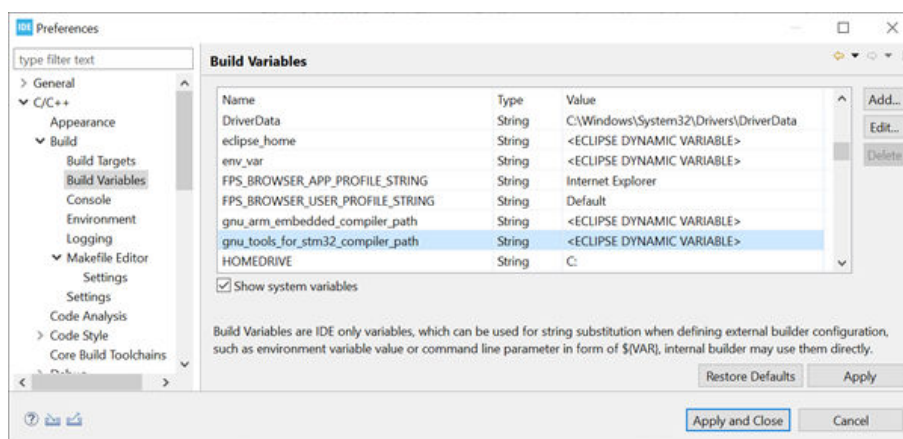 IDE Preferences
type filter text
General
C/C++
Appearance
Build
Build Targets
Build Variables
Console
Environment
Logging
Makefile Editor
Settings
Settings
Code Analysis
Code Style
Core Build Toolchains
Build Variables
Name Type Value
DriverData String C:\Windows\System32\Drivers\DriverData
eclipse_home String <ECLIPSE DYNAMIC VARIABLE>
env_var String <ECLIPSE DYNAMIC VARIABLE>
FPS_BROWSER_APP_PROFILE_STRING String Internet Explorer
FPS_BROWSER_USER_PROFILE_STRING String Default
gnu_arm_embedded_compiler_path String <ECLIPSE DYNAMIC VARIABLE>
gnu_tools_for_stm32_compiler_path String <ECLIPSE DYNAMIC VARIABLE>
HOMEDRIVE String C:
Add...
Edit...
Delete
Show system variables
Build Variables are IDE only variables, which can be used for string substitution when defining external builder configuration,
such as environment variable value or command line parameter in form of ${VAR}, internal builder may use them directly.
Restore Defaults Apply
Apply and Close Cancel